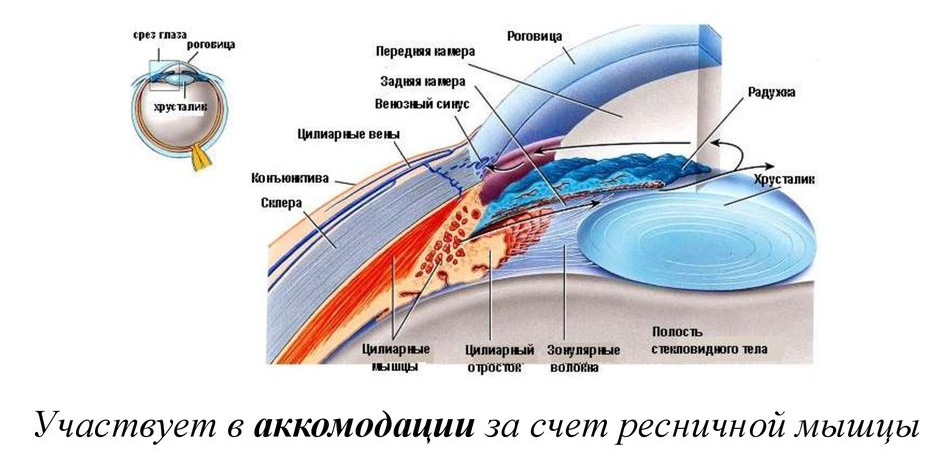 срез глаза
роговица
хрусталик
Роговица
Передняя камера
Задняя камера
Венозный синус
Цилиарные вены
Конъюнктива
Склера
Радужка
Хрусталик
Цилиарные
мышцы
Цилиарный
отросток
Зонулярные
волокна
Полость
стекловидного тела
Участвует в аккомодации за счет ресничной мышцы